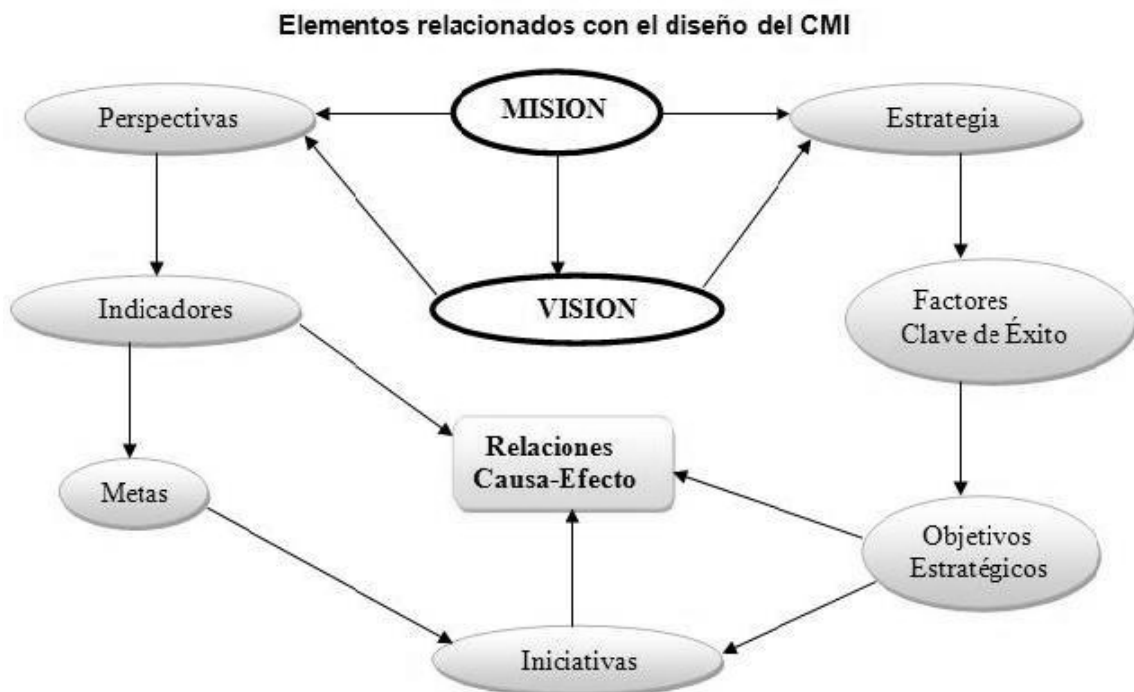 Elementos relacionados con el diseño del CMI
Perspectivas
MISION
Estrategia
Indicadores
VISION
Factores
Clave de Éxito
Relaciones
Causa-Efecto
Metas
Objetivos
Estratégicos
Iniciativas